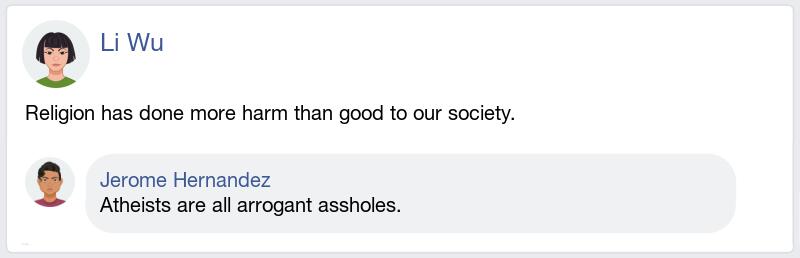 Li Wu
Religion has done more harm than good to our society.
Jerome Hernandez
Atheists are all arrogant assholes.